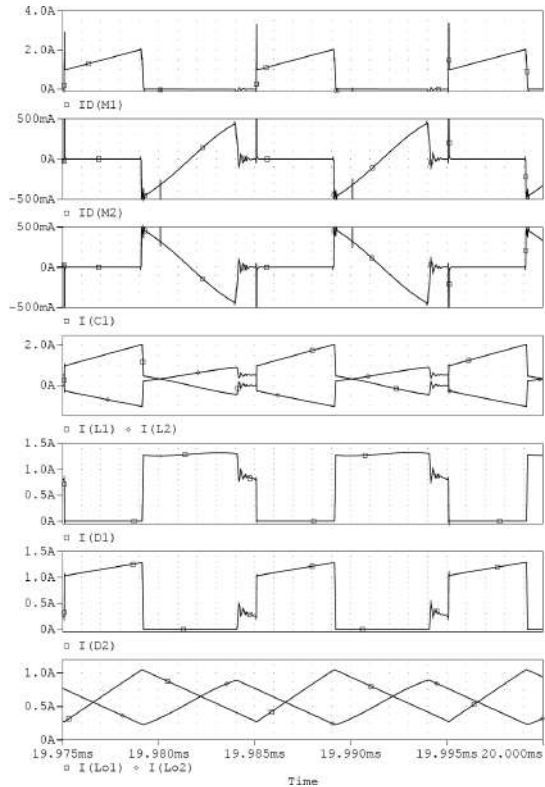 4.0A
2.0A
0A
□ ID(M1)
500mA
0A
-500mA
□ ID(M2)
500mA
0A
-500mA
□ I(C1)
2.0A
0A
□ I(L1) ◇ I(L2)
1.5A
1.0A
0.5A
0A
□ I(D1)
1.5A
1.0A
0.5A
0A
□ I(D2)
1.0A
0.5A
0A
19.975ms 19.980ms 19.985ms 19.990ms 19.995ms 20.000ms
□ I(Lo1) ◇ I(Lo2)
Time